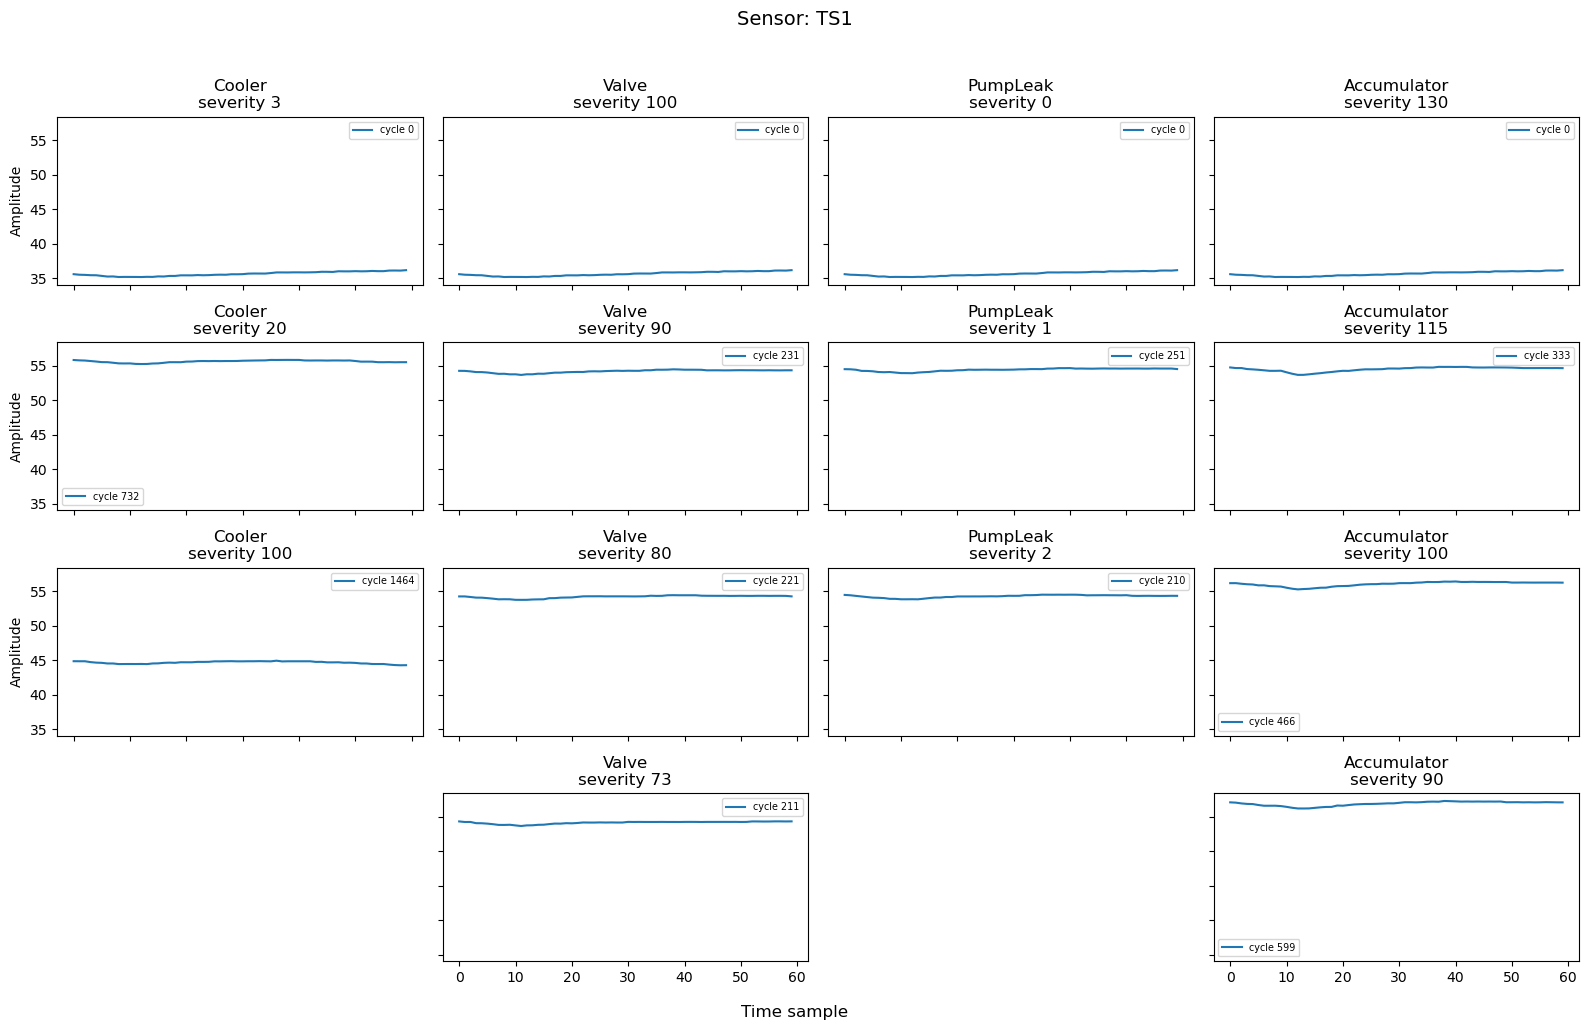 Sensor: TS1
Cooler
severity 3
Valve
severity 100
PumpLeak
severity 0
Accumulator
severity 130
Amplitude
55
50
45
40
35
cycle 0
cycle 0
cycle 0
cycle 0
Cooler
severity 20
Valve
severity 90
PumpLeak
severity 1
Accumulator
severity 115
Amplitude
55
50
45
40
35
cycle 732
cycle 231
cycle 251
cycle 333
Cooler
severity 100
Valve
severity 80
PumpLeak
severity 2
Accumulator
severity 100
Amplitude
55
50
45
40
35
cycle 1464
cycle 221
cycle 210
cycle 466
Valve
severity 73
Accumulator
severity 90
cycle 211
cycle 599
0 10 20 30 40 50 60
0 10 20 30 40 50 60
Time sample